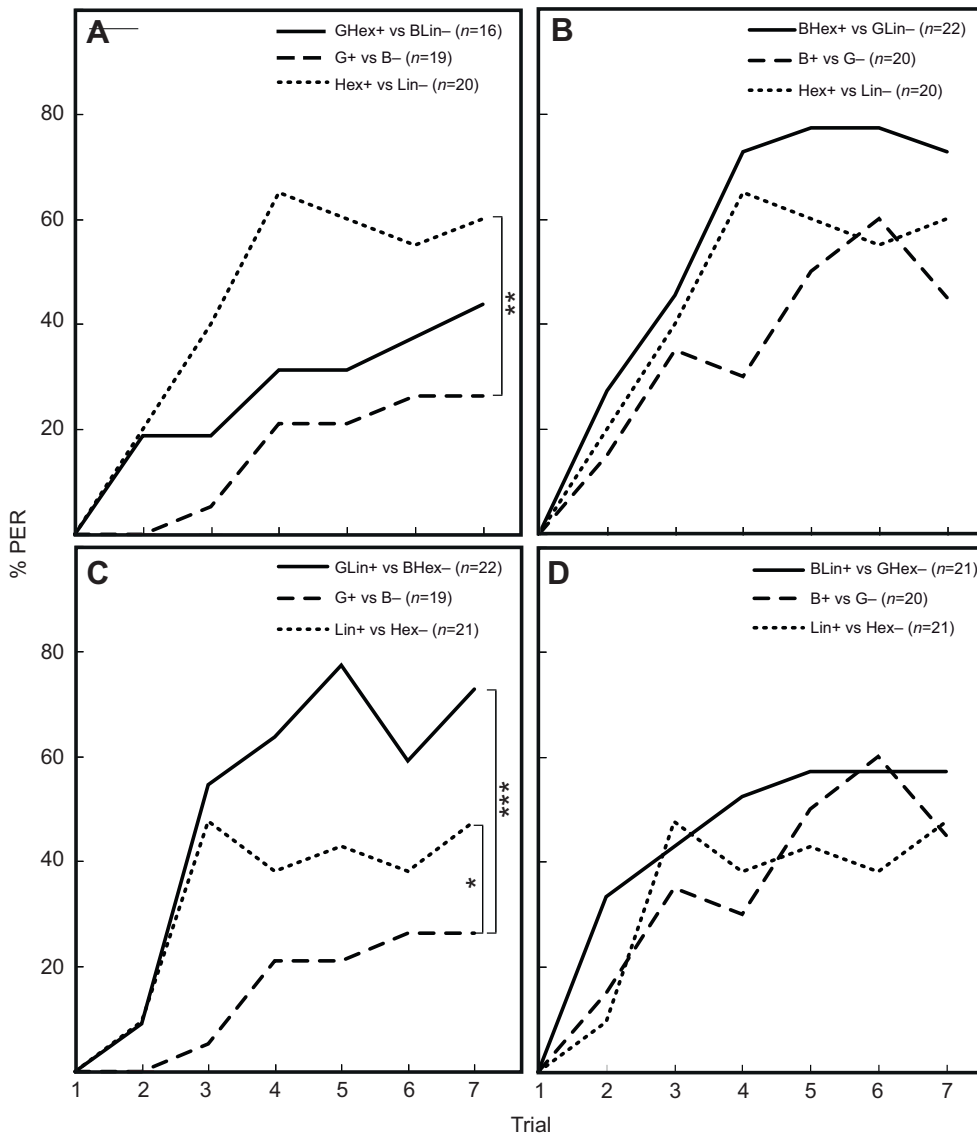 A
GHex+ vs BLin– (n=16)
G+ vs B– (n=19)
Hex+ vs Lin– (n=20)
**
B
BHex+ vs GLin– (n=22)
B+ vs G– (n=20)
Hex+ vs Lin– (n=20)
80
60
40
20
% PER
C
GLin+ vs BHex– (n=22)
G+ vs B– (n=19)
Lin+ vs Hex– (n=21)
***
*
D
BLin+ vs GHex– (n=21)
B+ vs G– (n=20)
Lin+ vs Hex– (n=21)
80
60
40
20
1 2 3 4 5 6 7
1 2 3 4 5 6 7
Trial